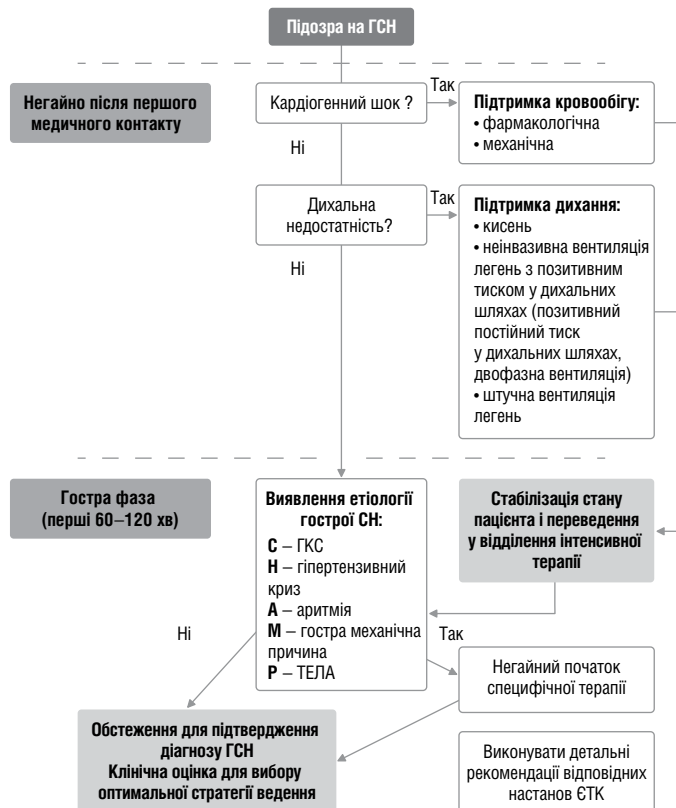 Підозра на ГСН
Негайно після першого
медичного контакту
Кардіогенний шок ?
Так
Підтримка кровообігу:
• фармакологічна
• механічна
Ні
Дихальна
недостатність?
Так
Підтримка дихання:
• кисень
• неінвазивна вентиляція
легень з позитивним
тиском у дихальних
шляхах (позитивний
постійний тиск
у дихальних шляхах,
двофазна вентиляція)
• штучна вентиляція
легень
Ні
Гостра фаза
(перші 60–120 хв)
Виявлення етіології
гострої СН:
С – ГКС
Н – гіпертензивний
криз
А – аритмія
М – гостра механічна
причина
Р – ТЕЛА
Стабілізація стану
пацієнта і переведення
у відділення інтенсивної
терапії
Ні
Так
Негайний початок
специфічної терапії
Обстеження для підтвердження
діагнозу ГСН
Клінічна оцінка для вибору
оптимальної стратегії ведення
Виконувати детальні
рекомендації відповідних
настанов ЄТК